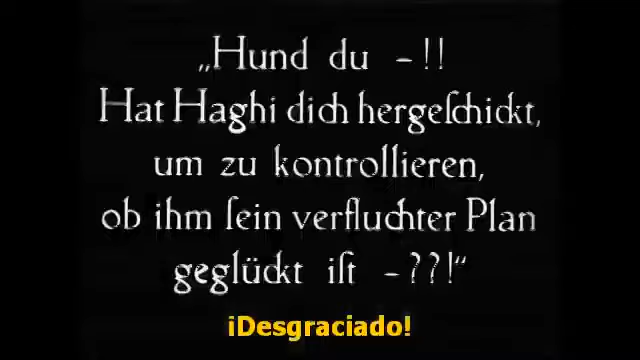 „Hund du - !!
Hat Haghi dich hergeſchickt,
um zu kontrollieren,
ob ihm ſein verfluchter Plan
geglückt iſt - ??!“
¡Desgraciado!